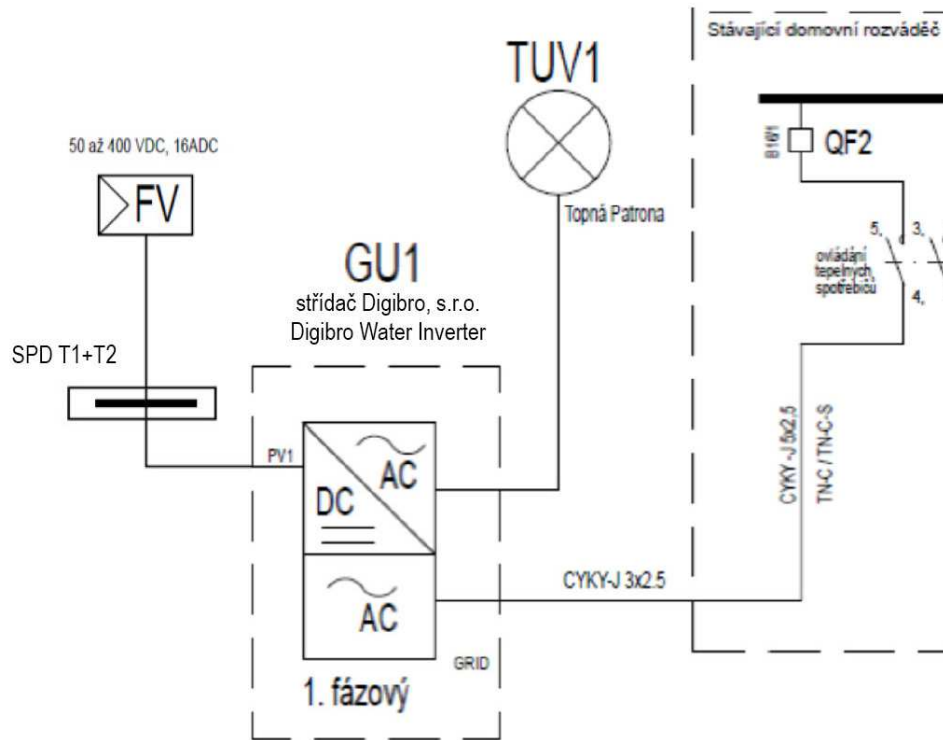 Stávající domovní rozváděč
TUV1
50 až 400 VDC, 16ADC
FV
B16/1
QF2
Topná Patrona
5,
3,
ovládání
tepelných
spotřebičů
4,
GU1
střídač Digibro, s.r.o.
Digibro Water Inverter
SPD T1+T2
PV1
AC
DC
CYKY -J 5x2,5
TN-C / TN-C-S
CYKY-J 3x2.5
AC
GRID
1. fázový